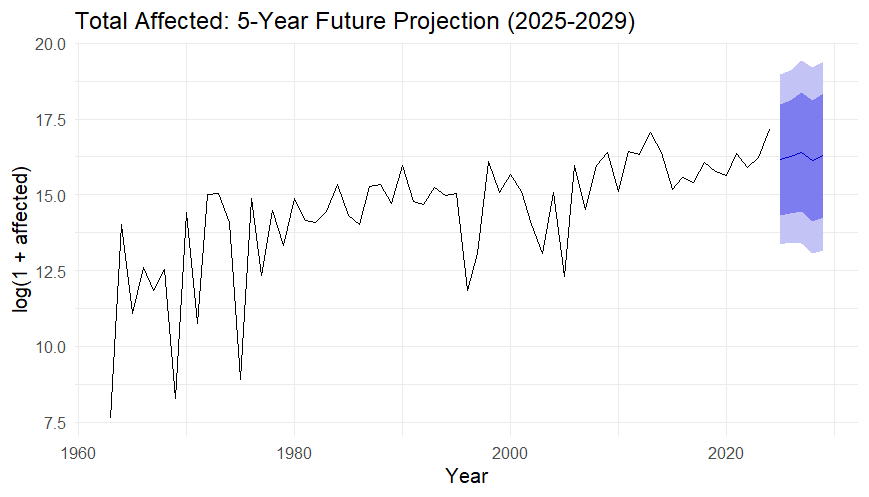 Total Affected: 5-Year Future Projection (2025-2029)
20.0
17.5
15.0
12.5
10.0
7.5
log(1 + affected)
1960 1980 2000 2020
Year